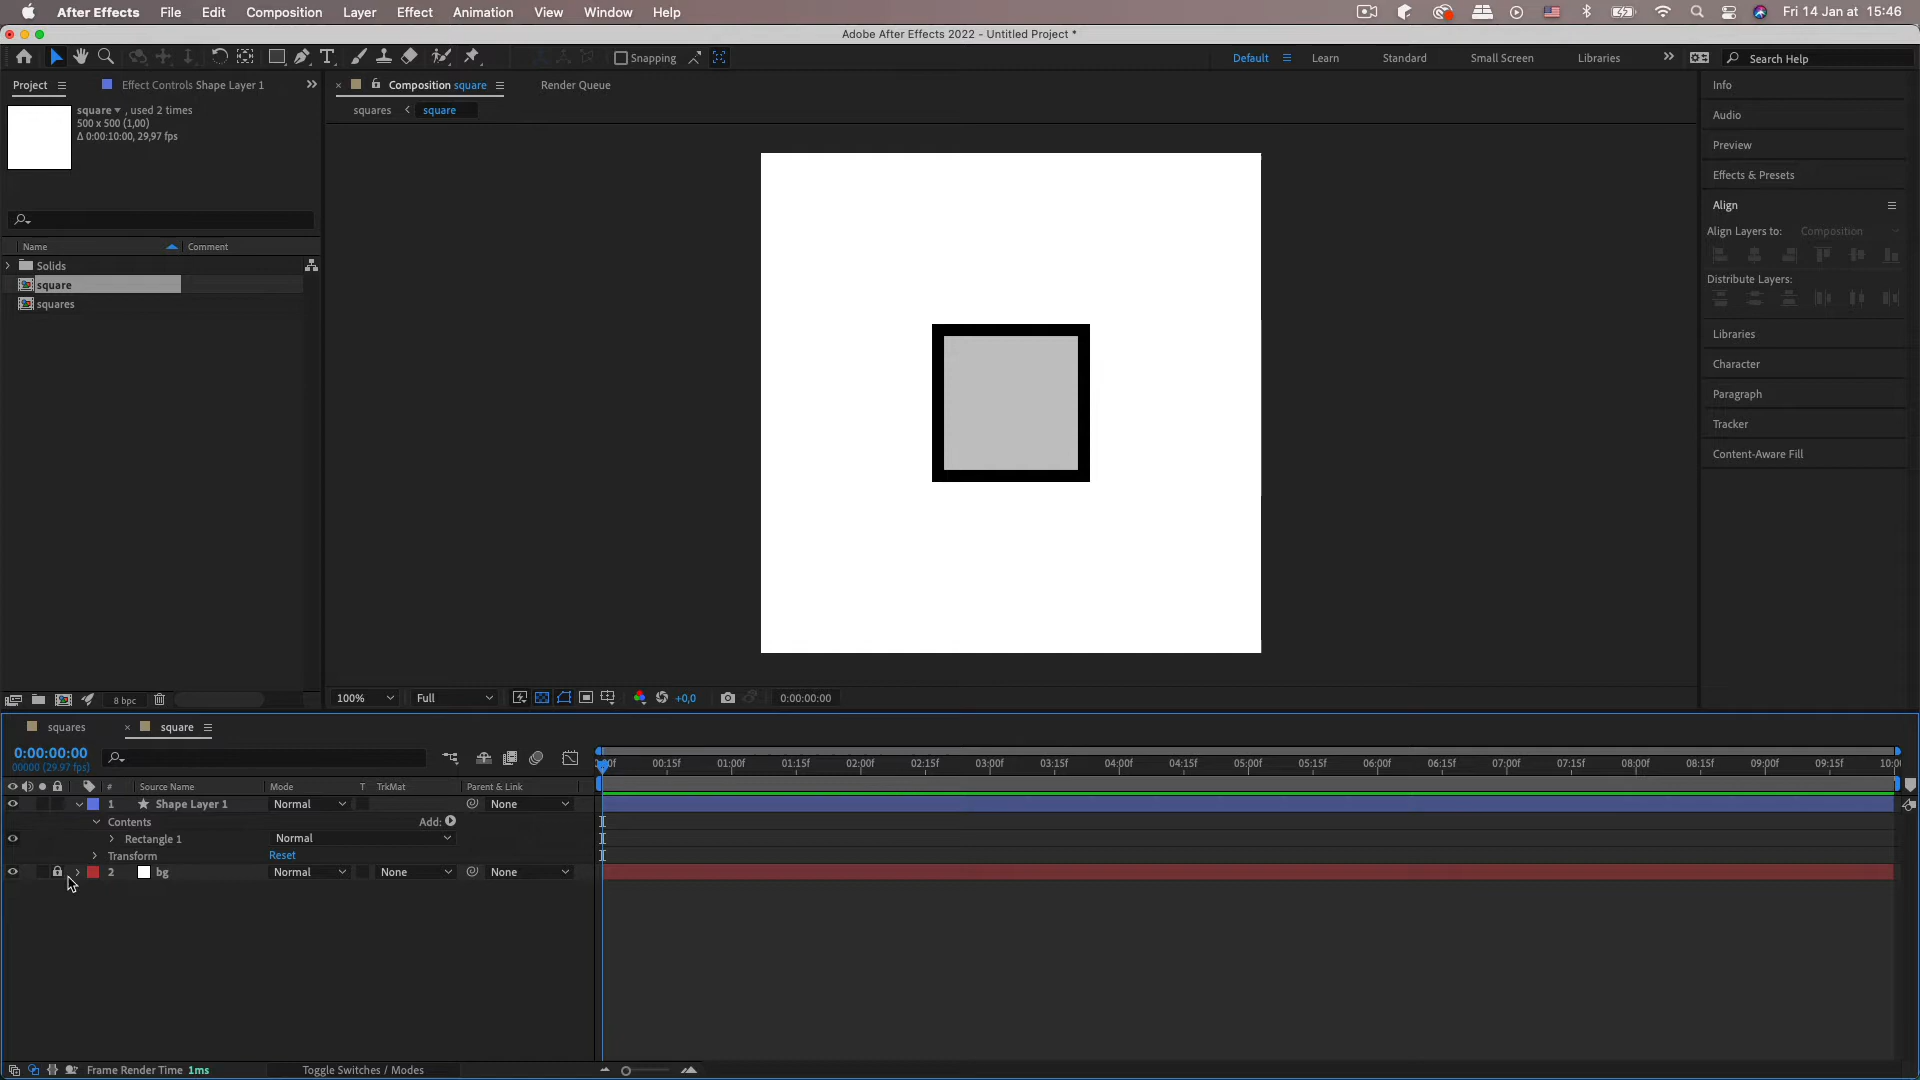 After Effects File Edit Composition Layer Effect Animation View Window Help Fri 14 Jan at 15:46
Adobe After Effects 2022 - Untitled Project *
Snapping Default Learn Standard Small Screen Libraries Search Help
Project Effect Controls Shape Layer 1
Composition square Render Queue
squares square
square , used 2 times
500 x 500 (1,00)
Δ 0:00:10:00, 29,97 fps
Name Comment
Solids
square
squares
8 bpc
100% Full +0,0 0:00:00:00
Info
Audio
Preview
Effects & Presets
Align
Align Layers to: Composition
Distribute Layers:
Libraries
Character
Paragraph
Tracker
Content-Aware Fill
squares square
0:00:00:00
00000 (29.97 fps)
:00f 00:15f 01:00f 01:15f 02:00f 02:15f 03:00f 03:15f 04:00f 04:15f 05:00f 05:15f 06:00f 06:15f 07:00f 07:15f 08:00f 08:15f 09:00f 09:15f 10:0
# Source Name Mode T TrkMat Parent & Link
1 Shape Layer 1 Normal None
Contents Add:
Rectangle 1 Normal
Transform Reset
2 bg Normal None None
Frame Render Time 1ms Toggle Switches / Modes